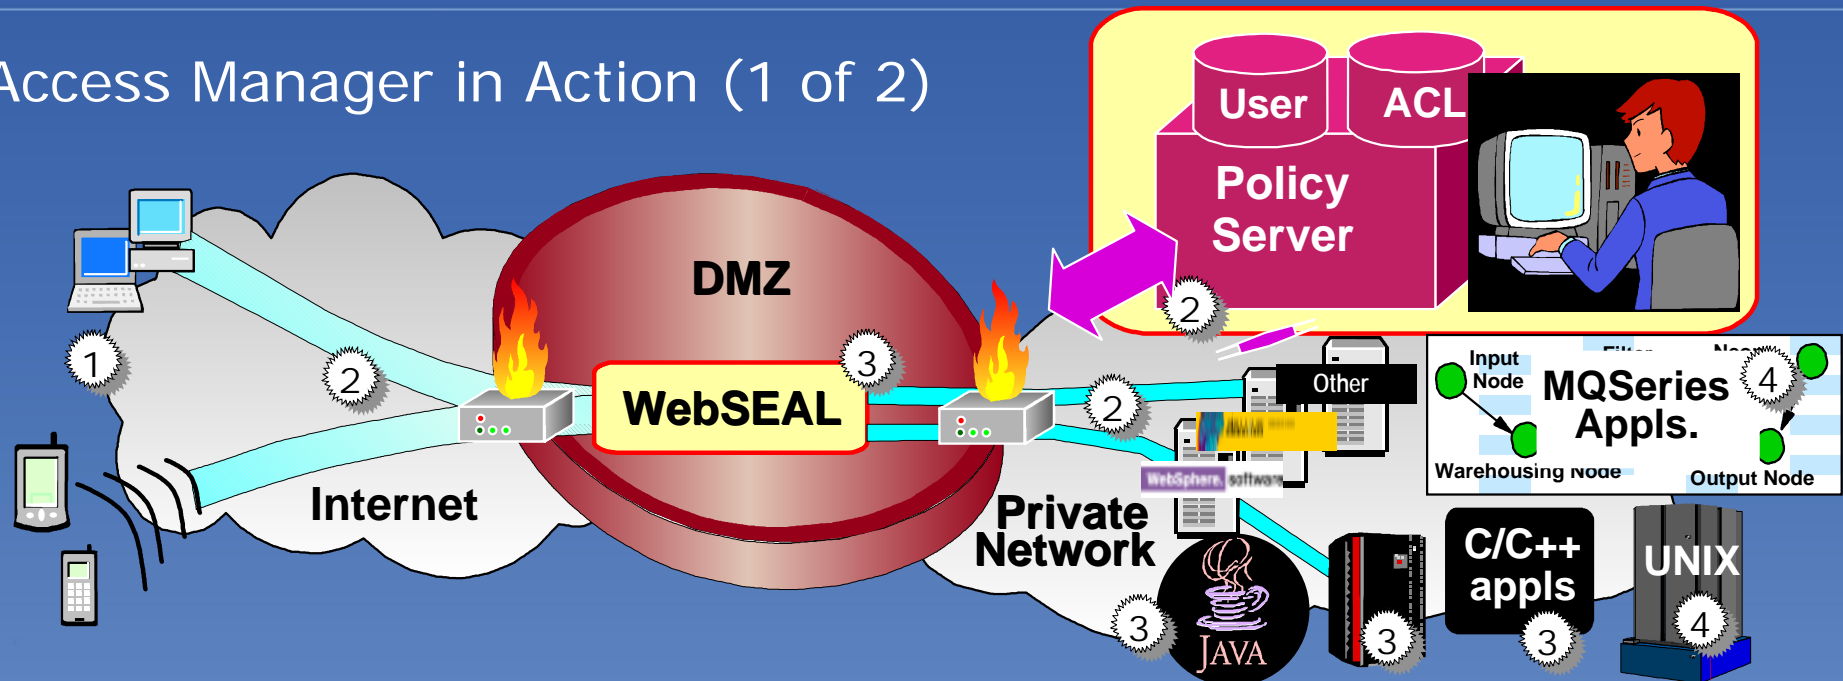 Access Manager in Action (1 of 2)
User
ACL
Policy
Server
2
DMZ
1
2
3
WebSEAL
2
Other
Input
Node
MQSeries
Appls.
4
Warehousing Node
Output Node
WebSphere. software
Internet
Private
Network
3
JAVA
3
C/C++
appls
3
UNIX
4